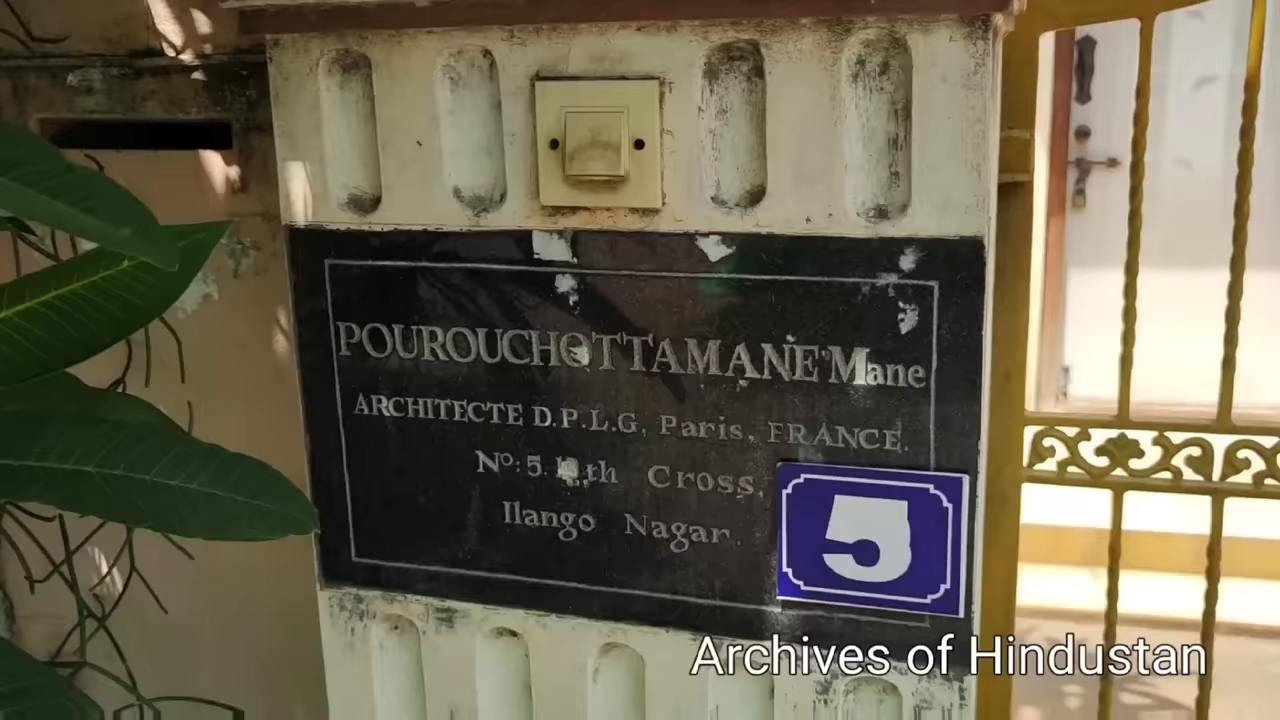 POUROUCHOTTAMANE Mane
ARCHITECTE D.P.L.G, Paris, FRANCE.
Nº: 5. Cross,
Ilango Nagar.
5
Archives of Hindustan